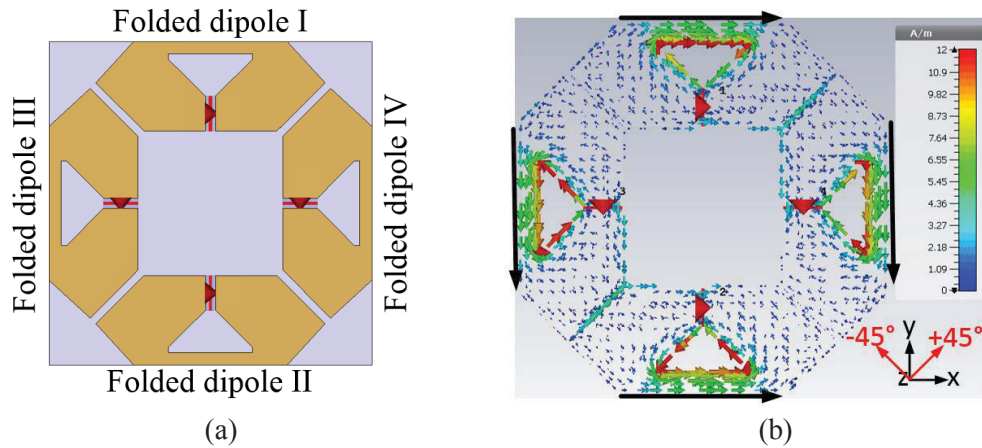 Folded dipole I
Folded dipole III
Folded dipole IV
Folded dipole II
(a)
1
3
4
2
A/m
12
10.9
9.82
8.73
7.64
6.55
5.45
4.36
3.27
2.18
1.09
0
-45°
y
+45°
z
x
(b)